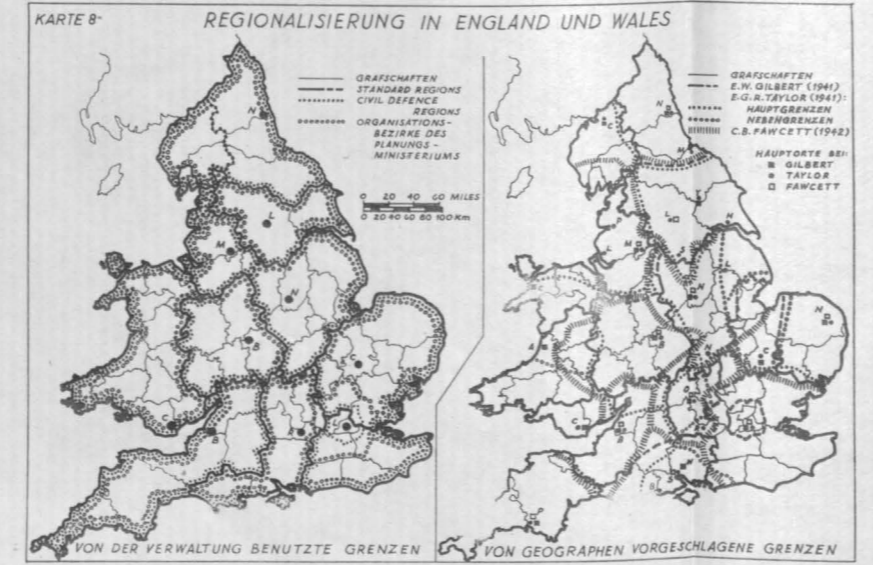 KARTE 8-
REGIONALISIERUNG IN ENGLAND UND WALES
GRAFSCHAFTEN
STANDARD REGIONS
CIVIL DEFENCE
REGIONS
ORGANISATIONS-
BEZIRKE DES
PLANUNGS-
MINISTERIUMS
0 20 40 60 MILES
0 20 40 60 80 100 Km
N
L
M
N
B
C
C
B
VON DER VERWALTUNG BENUTZTE GRENZEN
GRAFSCHAFTEN
E.W. GILBERT (1941)
E.G.R. TAYLOR (1941):
HAUPTGRENZEN
NEBENGRENZEN
C.B. FAWCETT (1942)
HAUPTORTE BEI:
GILBERT
TAYLOR
FAWCETT
N
C
M
L
H
M
L
S
L
N
N
A
B
C
O
C
B
S
VON GEOGRAPHEN VORGESCHLAGENE GRENZEN